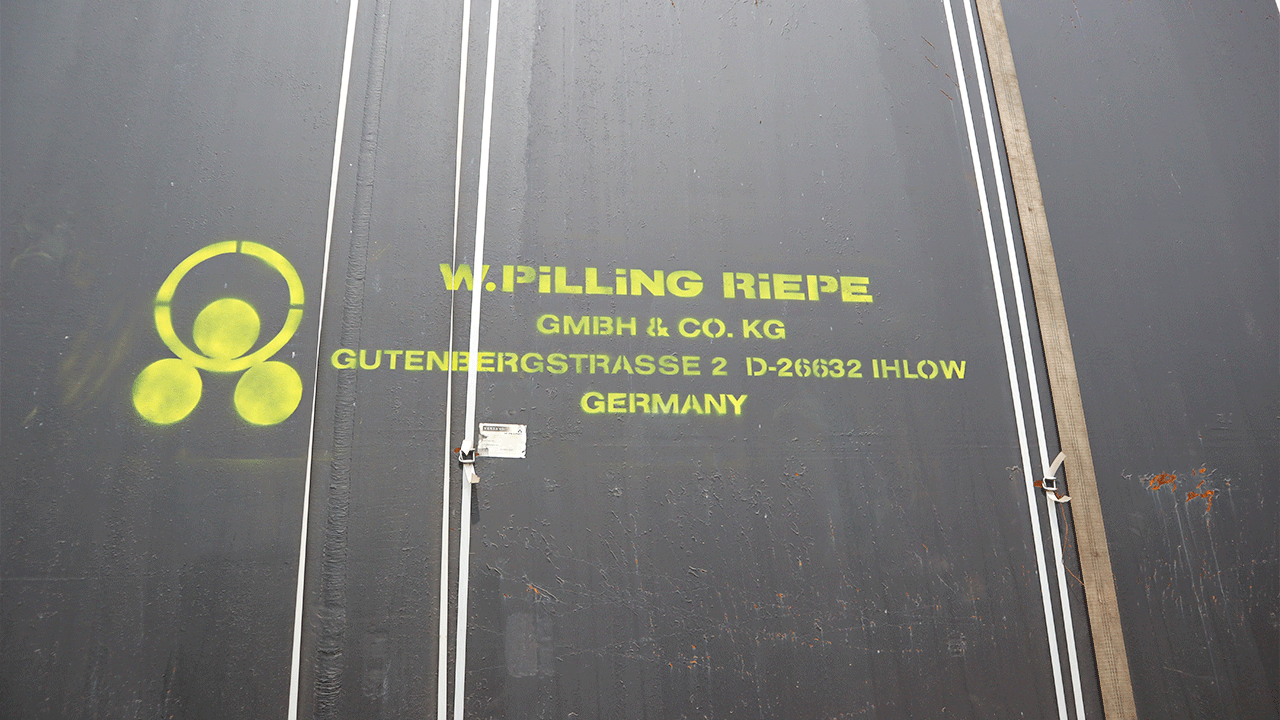 W.PiLLiNG RiEPE
GMBH & CO. KG
GUTENBERGSTRASSE 2 D-26632 IHLOW
GERMANY